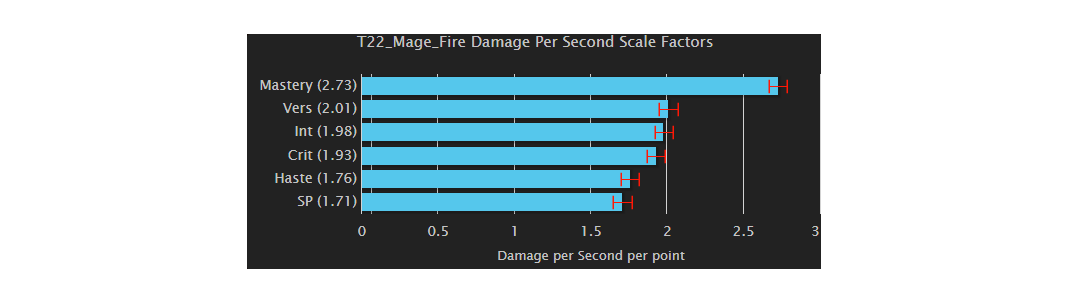 T22_Mage_Fire Damage Per Second Scale Factors
Mastery (2.73)
Vers (2.01)
Int (1.98)
Crit (1.93)
Haste (1.76)
SP (1.71)
0 0.5 1 1.5 2 2.5 3
Damage per Second per point